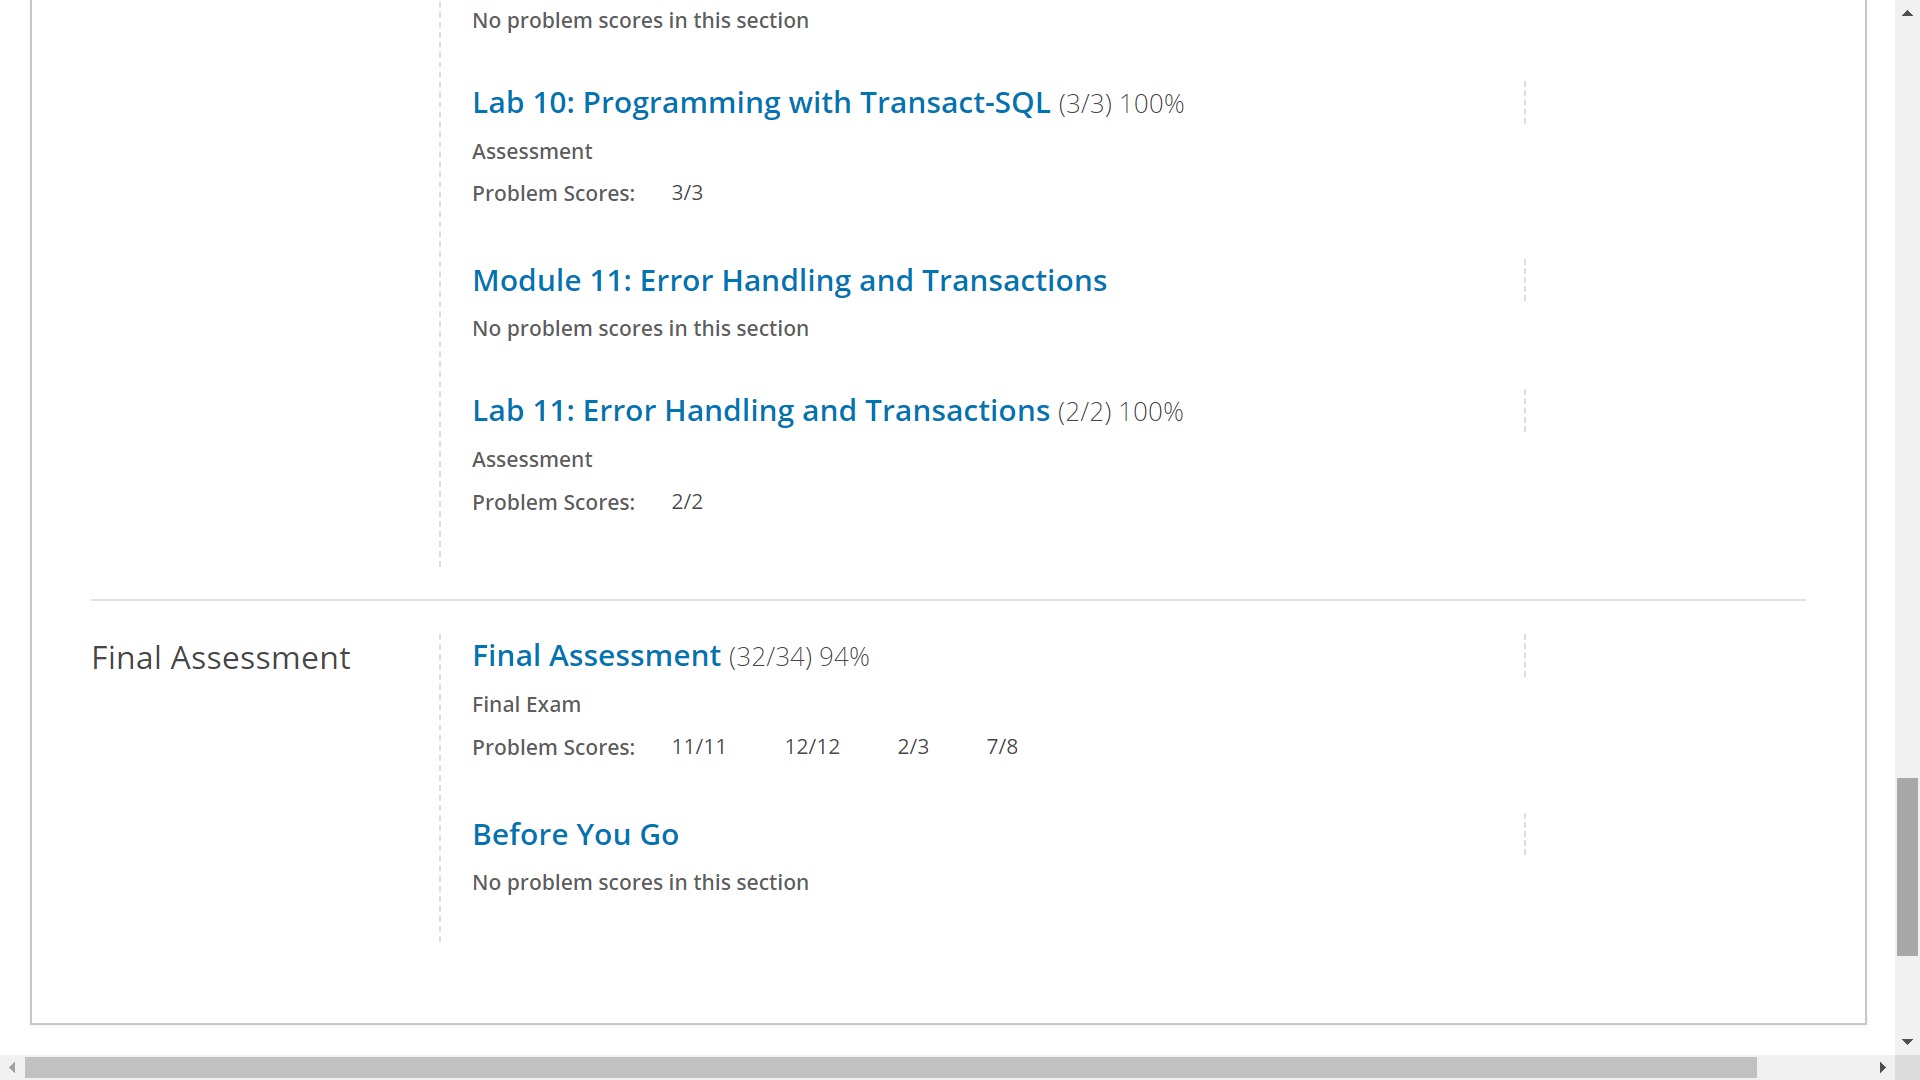 No problem scores in this section
Lab 10: Programming with Transact-SQL (3/3) 100%
Assessment
Problem Scores: 3/3
Module 11: Error Handling and Transactions
No problem scores in this section
Lab 11: Error Handling and Transactions (2/2) 100%
Assessment
Problem Scores: 2/2
Final Assessment
Final Assessment (32/34) 94%
Final Exam
Problem Scores: 11/11 12/12 2/3 7/8
Before You Go
No problem scores in this section